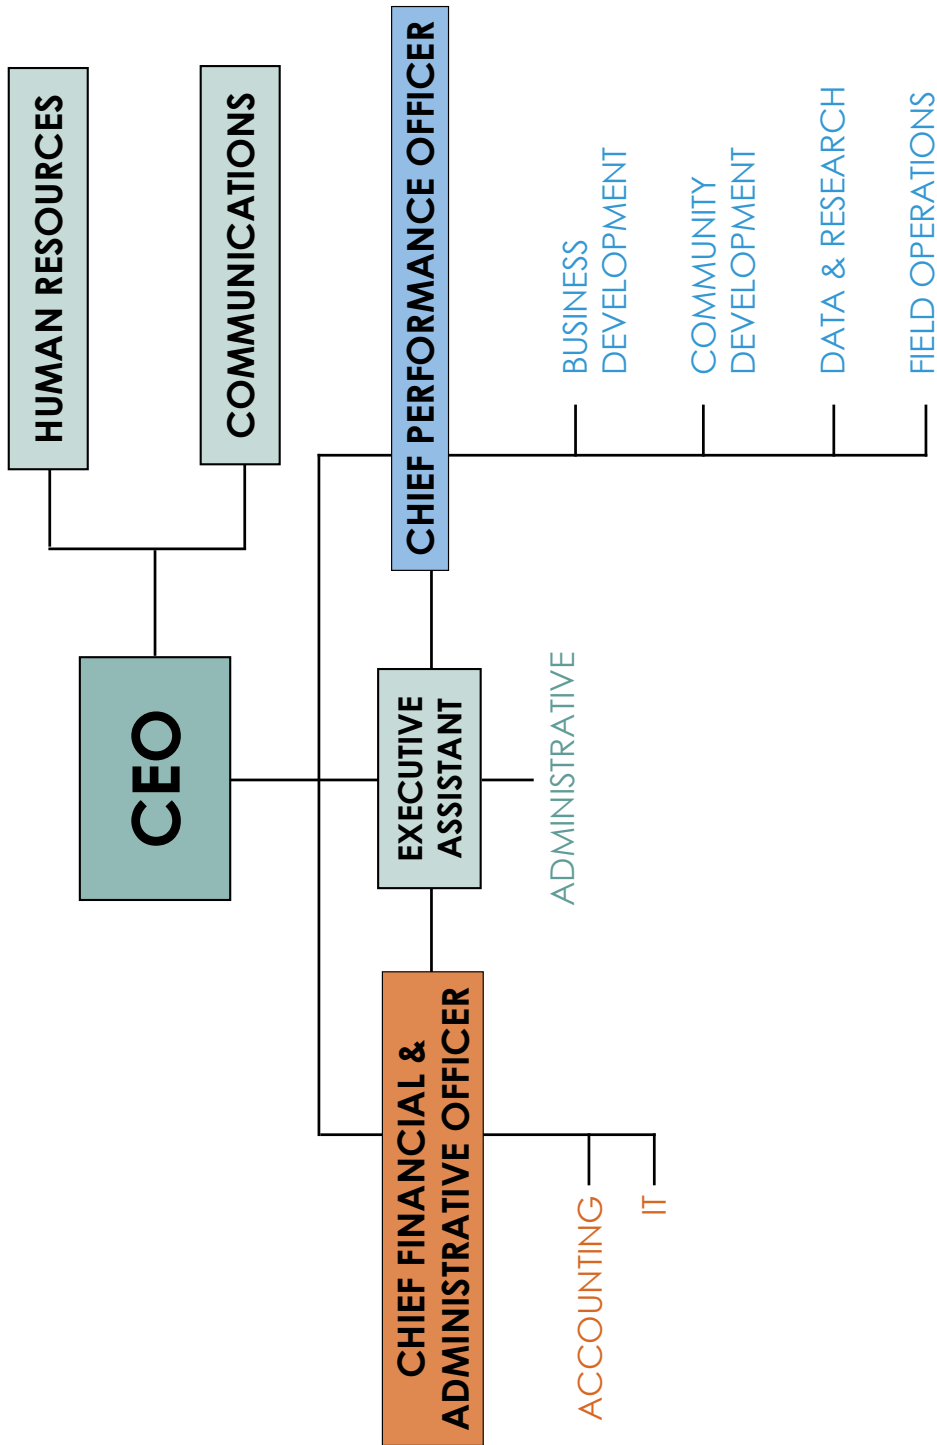 HUMAN RESOURCES
CEO
COMMUNICATIONS
CHIEF FINANCIAL &
ADMINISTRATIVE OFFICER
EXECUTIVE
ASSISTANT
CHIEF PERFORMANCE OFFICER
ACCOUNTING
IT
ADMINISTRATIVE
BUSINESS
DEVELOPMENT
COMMUNITY
DEVELOPMENT
DATA & RESEARCH
FIELD OPERATIONS